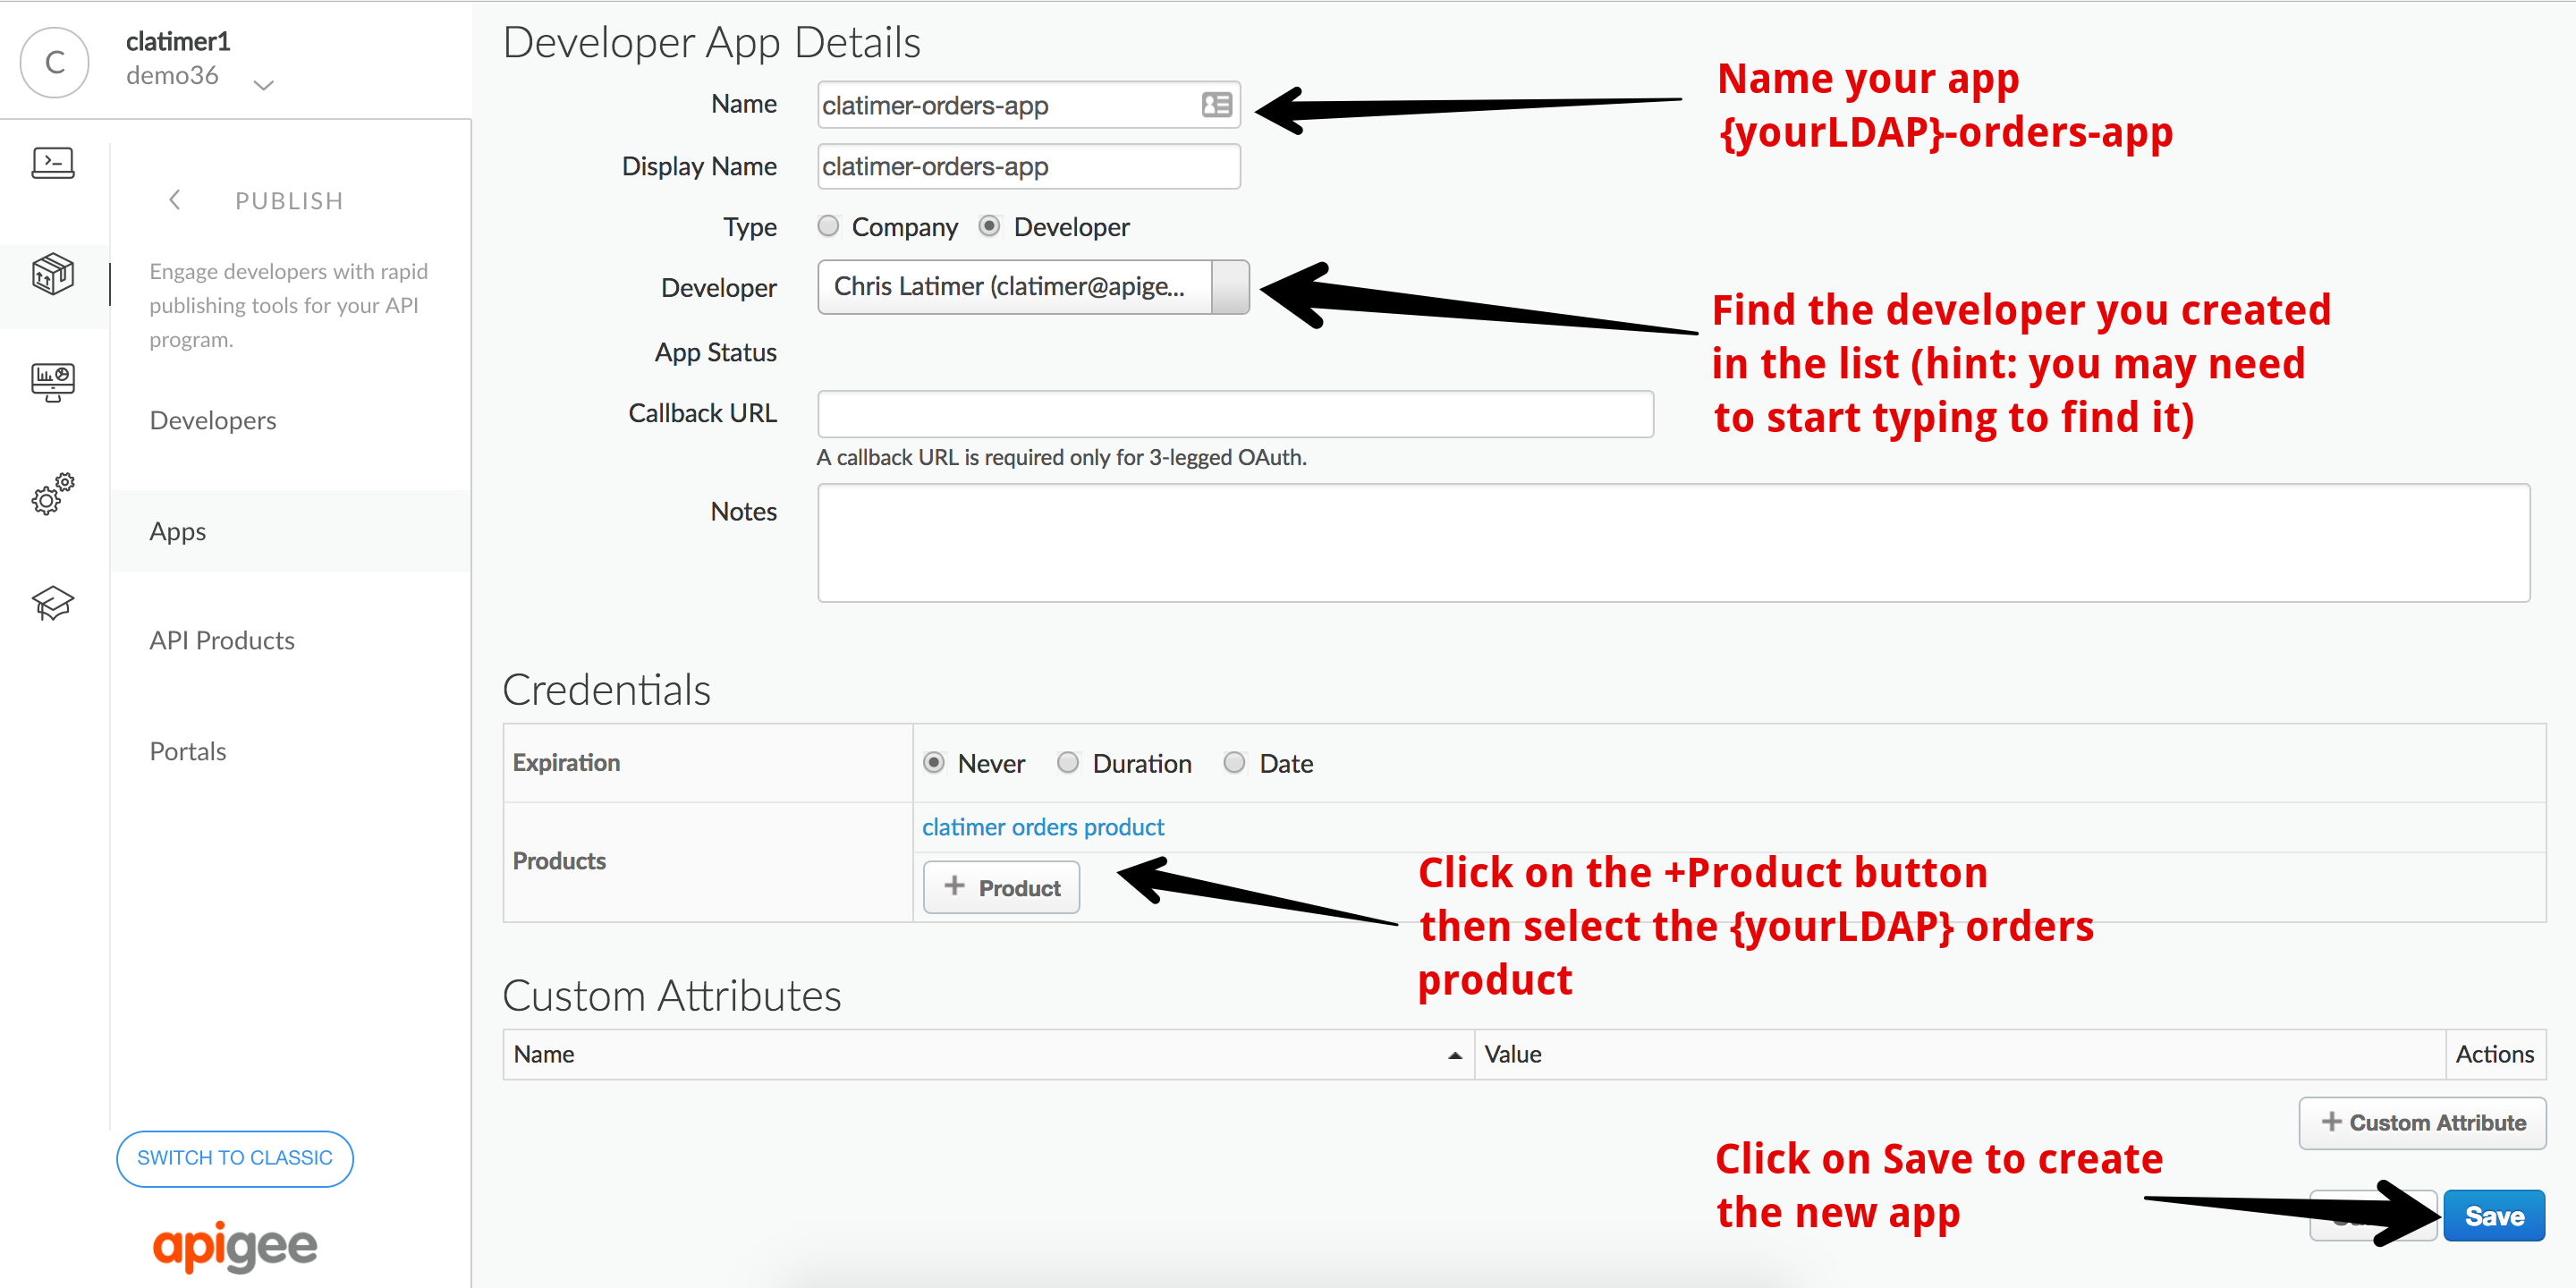 C
clatimer1
demo36
PUBLISH
Engage developers with rapid
publishing tools for your API
program.
Developers
Apps
API Products
Portals
SWITCH TO CLASSIC
apigee
Developer App Details
Name
clatimer-orders-app
Display Name
clatimer-orders-app
Type
Company
Developer
Developer
Chris Latimer (clatimer@apige...
App Status
Callback URL
A callback URL is required only for 3-legged OAuth.
Notes
Name your app
{yourLDAP}-orders-app
Find the developer you created
in the list (hint: you may need
to start typing to find it)
Credentials
Expiration
Never
Duration
Date
Products
clatimer orders product
+ Product
Click on the +Product button
then select the {yourLDAP} orders
product
Custom Attributes
Name
Value
Actions
+ Custom Attribute
Click on Save to create
the new app
Save